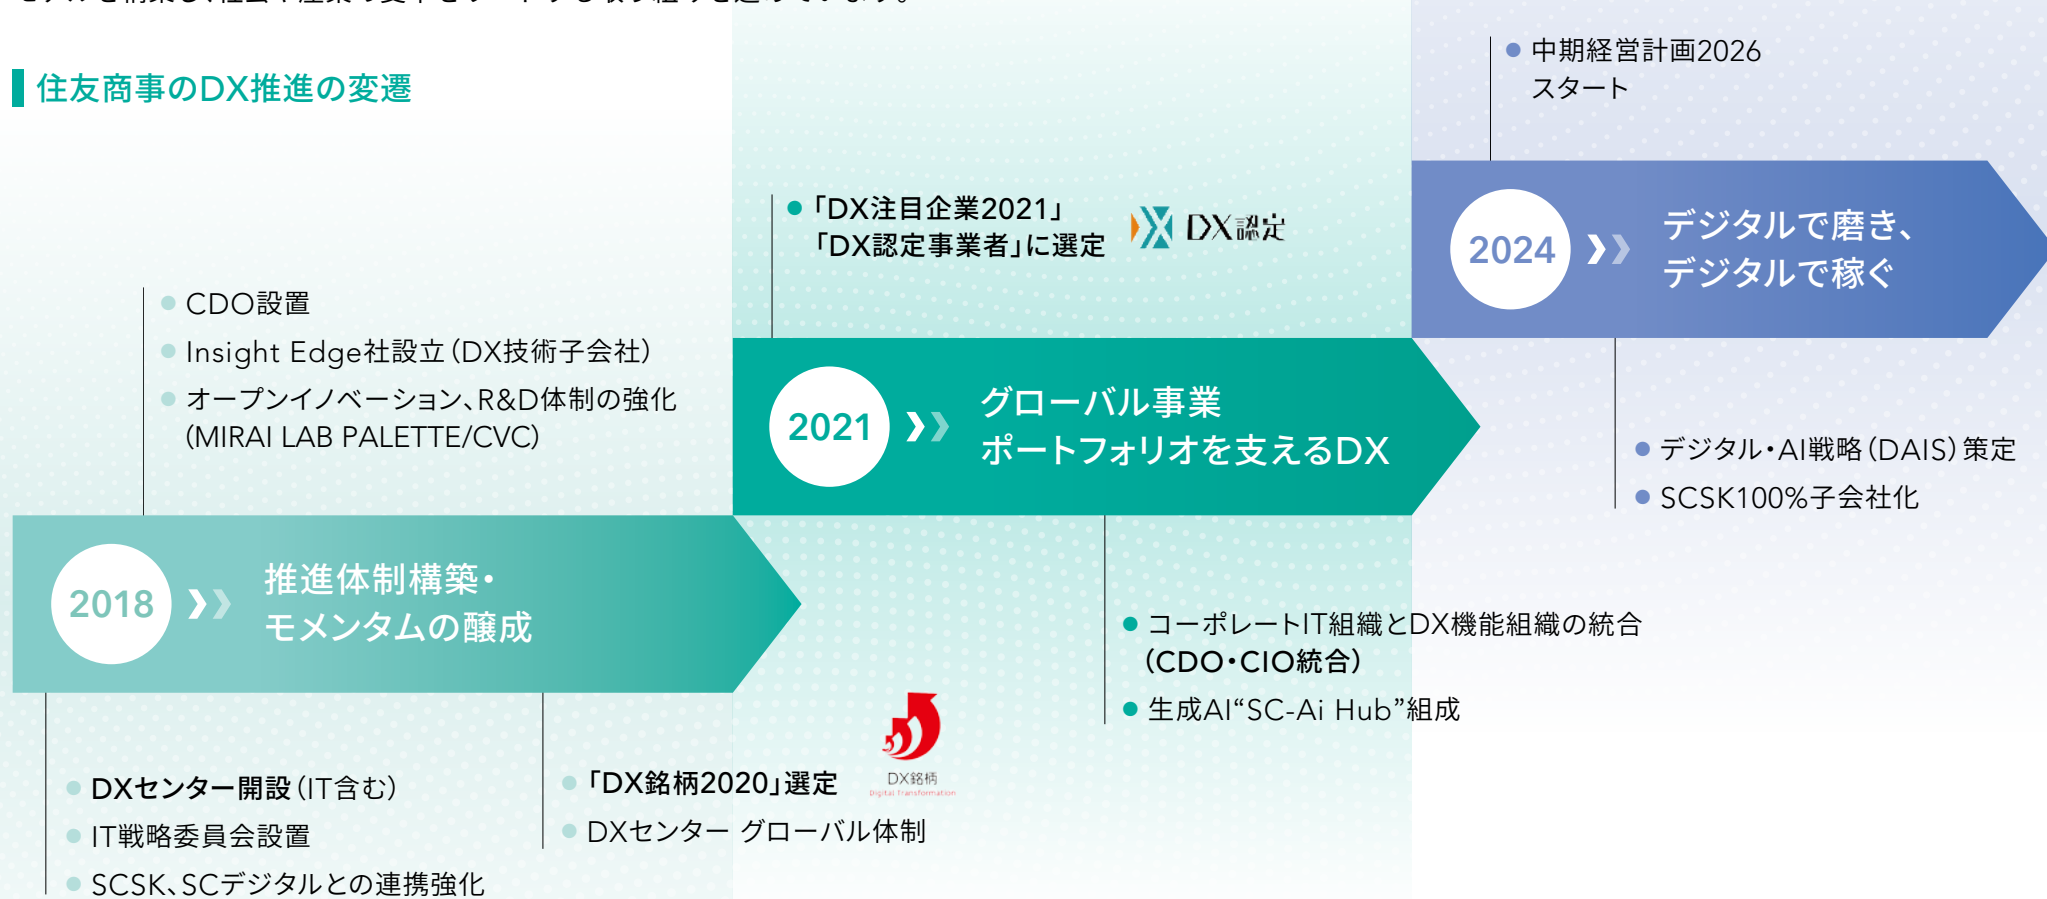 住友商事のDX推進の変遷
● CDO設置
● Insight Edge社設立（DX技術子会社）
● オープンイノベーション、R&D体制の強化
（MIRAI LAB PALETTE/CVC）
2018
推進体制構築・
モメンタムの醸成
● DXセンター開設（IT含む）
● IT戦略委員会設置
● SCSK、SCデジタルとの連携強化
● 「DX銘柄2020」選定
● DXセンター グローバル体制
DX銘柄
Digital Transformation
● 「DX注目企業2021」
「DX認定事業者」に選定
DX認定
2021
グローバル事業
ポートフォリオを支えるDX
● コーポレートIT組織とDX機能組織の統合
（CDO・CIO統合）
● 生成AI“SC-Ai Hub”組成
● 中期経営計画2026
スタート
2024
デジタルで磨き、
デジタルで稼ぐ
● デジタル・AI戦略（DAIS）策定
● SCSK100%子会社化